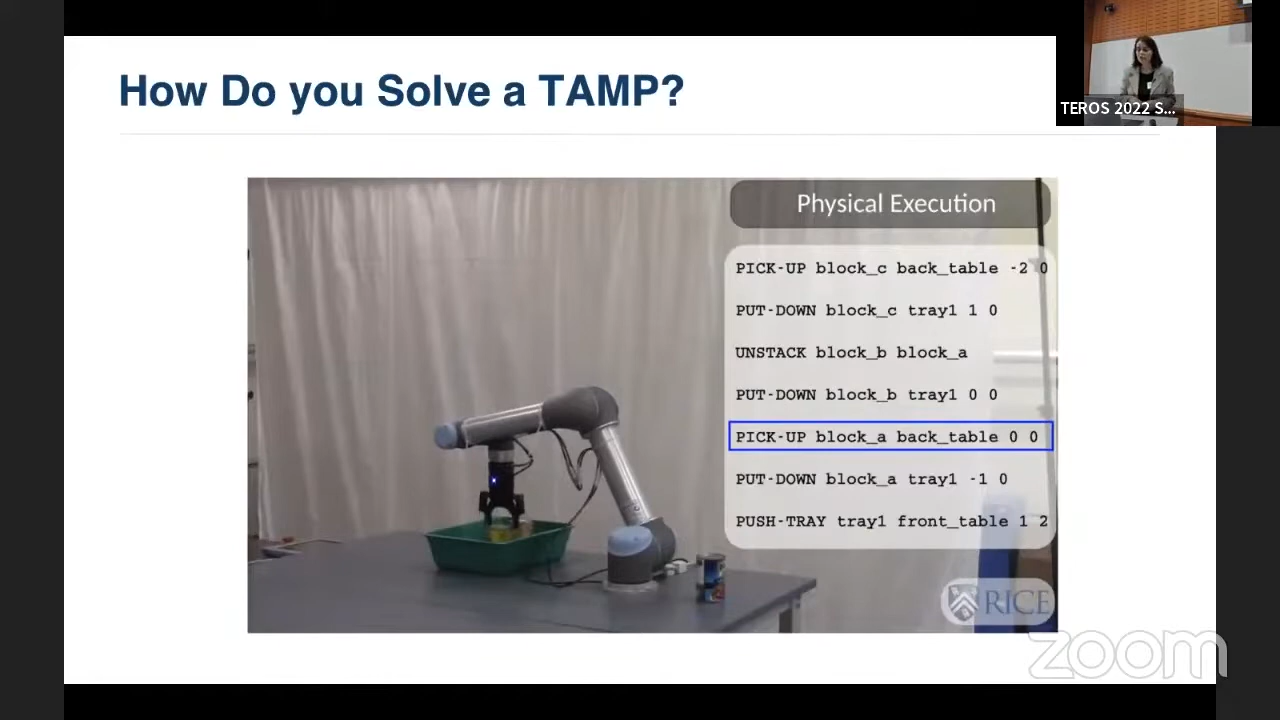 How Do you Solve a TAMP?
TEROS 2022 S...
Physical Execution
PICK-UP block_c back_table -2 0
PUT-DOWN block_c tray1 1 0
UNSTACK block_b block_a
PUT-DOWN block_b tray1 0 0
PICK-UP block_a back_table 0 0
PUT-DOWN block_a tray1 -1 0
PUSH-TRAY tray1 front_table 1 2
RICE
zoom